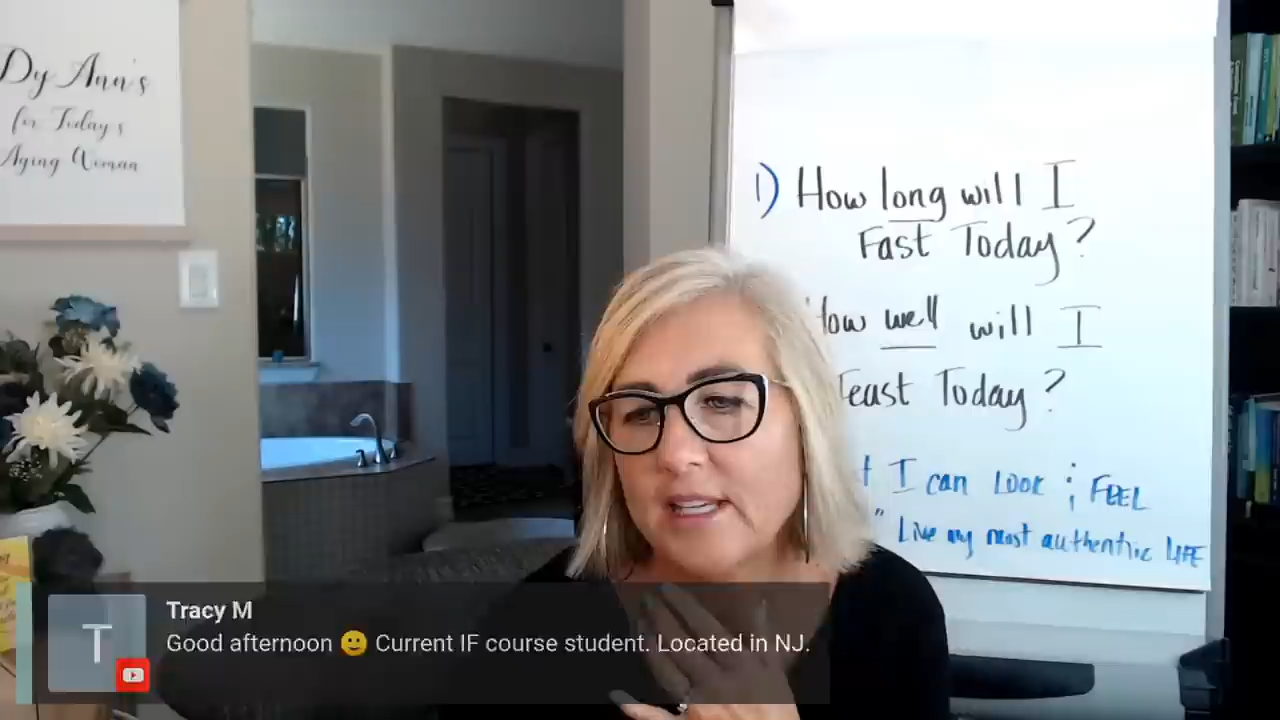 Dy Ann's
for Today's
Aging Woman
1) How long will I
Fast Today?
How well will I
Feast Today?
I can Look & FEEL
" Live my most authentic LIFE
Tracy M
T
Good afternoon 🙂 Current IF course student. Located in NJ.